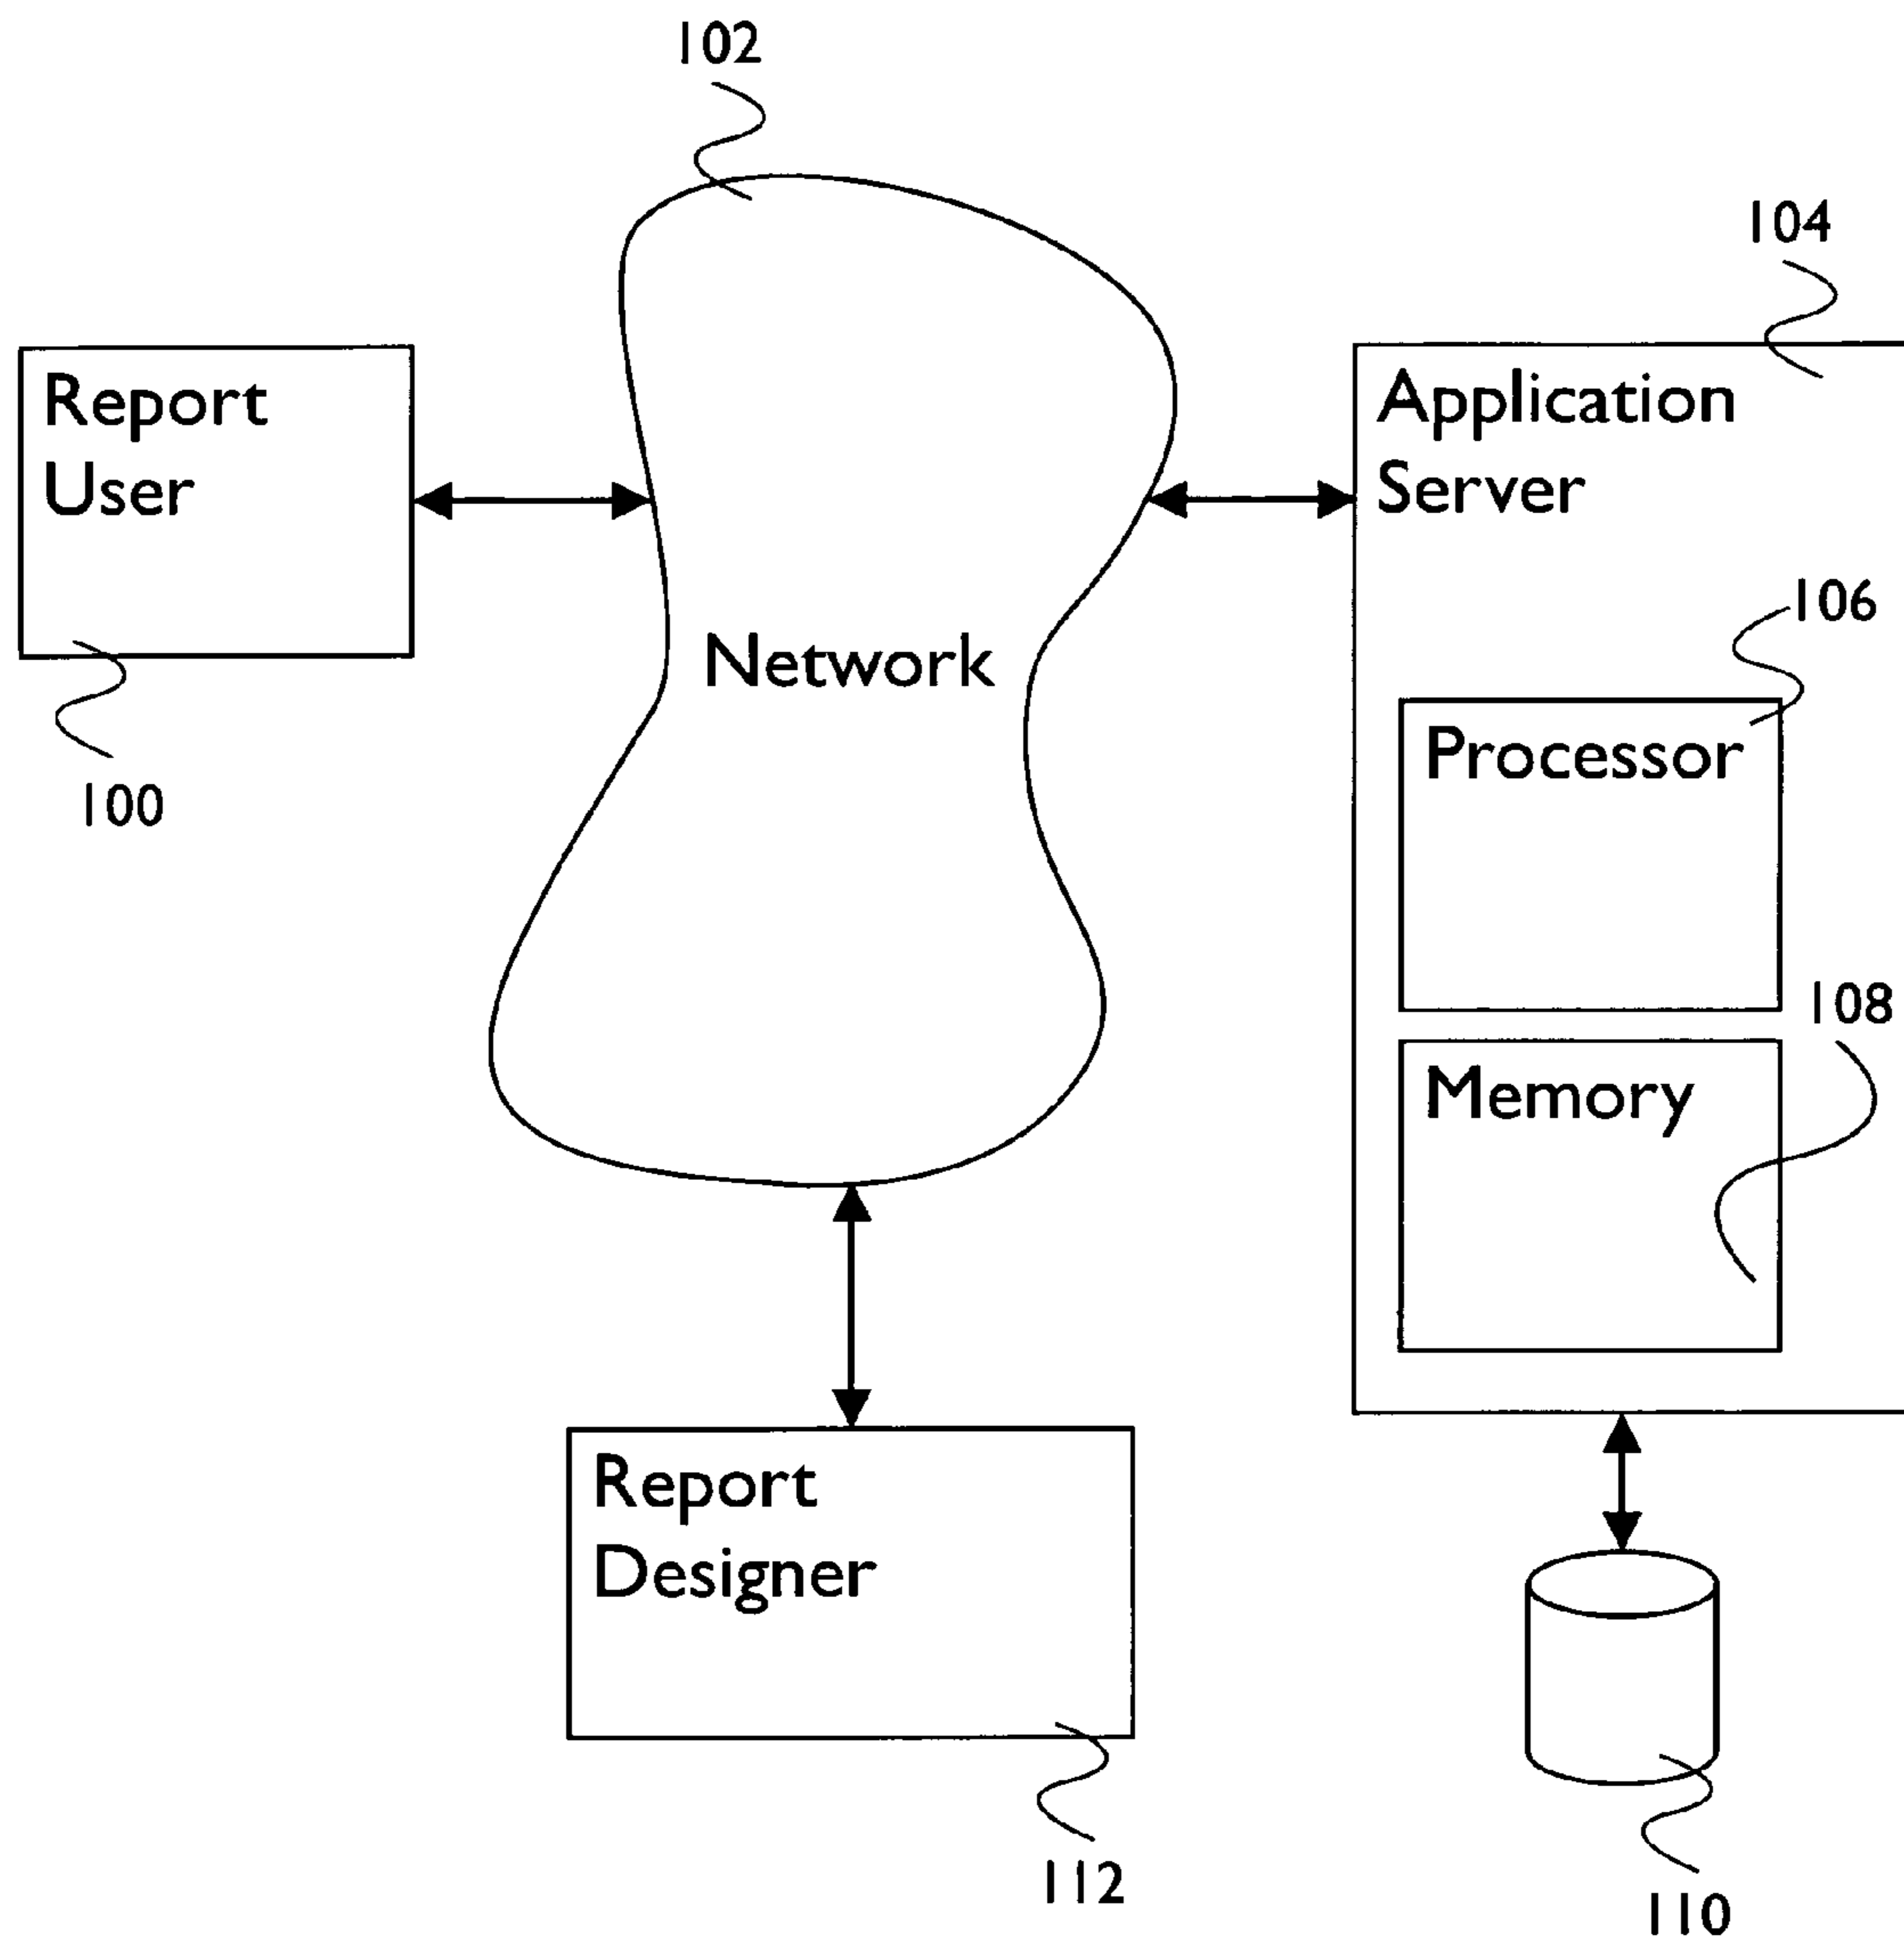 102
104
Report
User
Application
Server
106
Network
Processor
100
108
Memory
Report
Designer
112
110